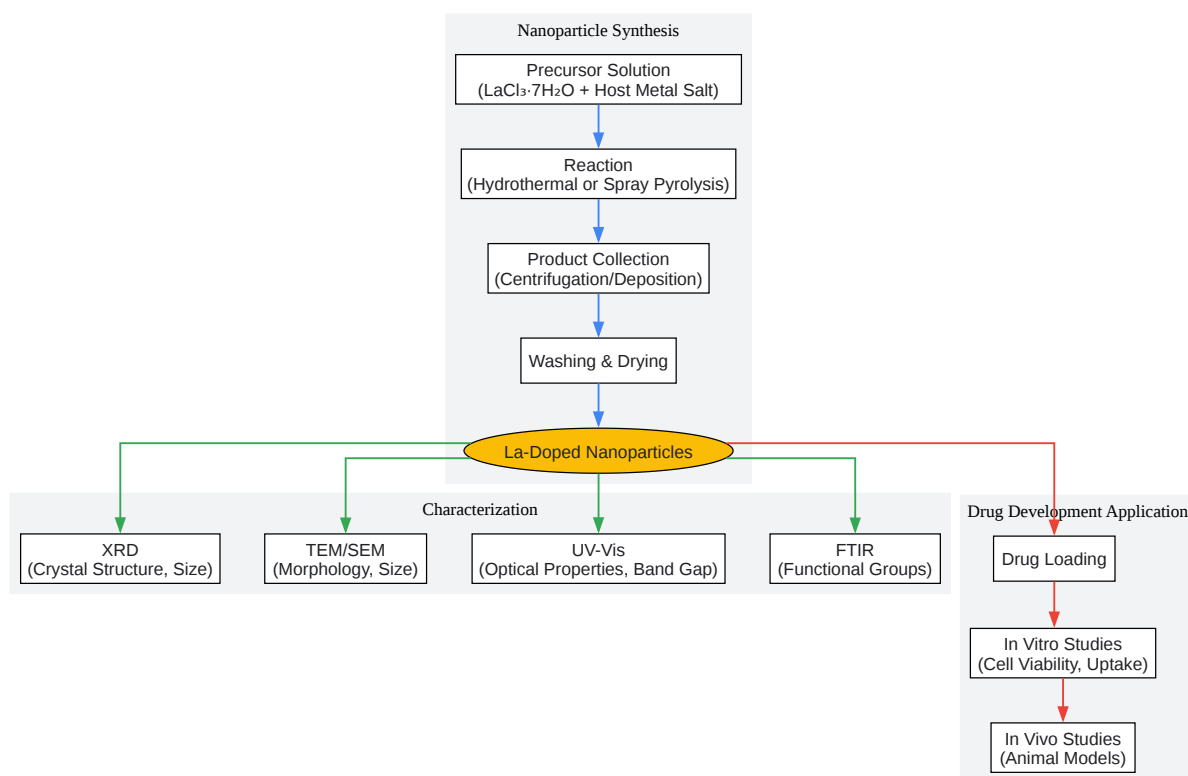 Nanoparticle Synthesis
Precursor Solution
(LaCl₃·7H₂O + Host Metal Salt)
Reaction
(Hydrothermal or Spray Pyrolysis)
Product Collection
(Centrifugation/Deposition)
Washing & Drying
La-Doped Nanoparticles
Characterization
XRD
(Crystal Structure, Size)
TEM/SEM
(Morphology, Size)
UV-Vis
(Optical Properties, Band Gap)
FTIR
(Functional Groups)
Drug Development Application
Drug Loading
In Vitro Studies
(Cell Viability, Uptake)
In Vivo Studies
(Animal Models)